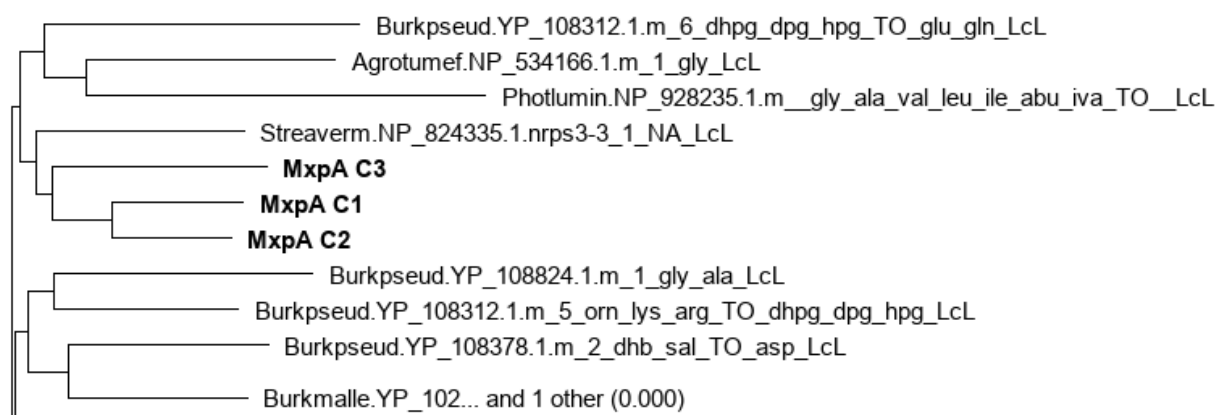 Burkpseud.YP_108312.1.m_6_dhpg_dpg_hpg_TO_glu_gln_LcL
Agrotumef.NP_534166.1.m_1_gly_LcL
Photlumin.NP_928235.1.m__gly_ala_val_leu_ile_abu_iva_TO__LcL
Streaverm.NP_824335.1.nrps3-3_1_NA_LcL
MxpA C3
MxpA C1
MxpA C2
Burkpseud.YP_108824.1.m_1_gly_ala_LcL
Burkpseud.YP_108312.1.m_5_orn_lys_arg_TO_dhpg_dpg_hpg_LcL
Burkpseud.YP_108378.1.m_2_dhb_sal_TO_asp_LcL
Burkmalle.YP_102... and 1 other (0.000)